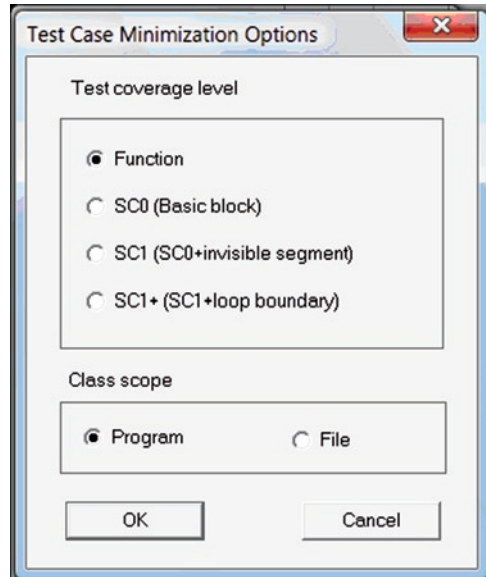 Test Case Minimization Options
Test coverage level
Function
SC0 (Basic block)
SC1 (SC0+invisible segment)
SC1+ (SC1+loop boundary)
Class scope
Program File
OK Cancel